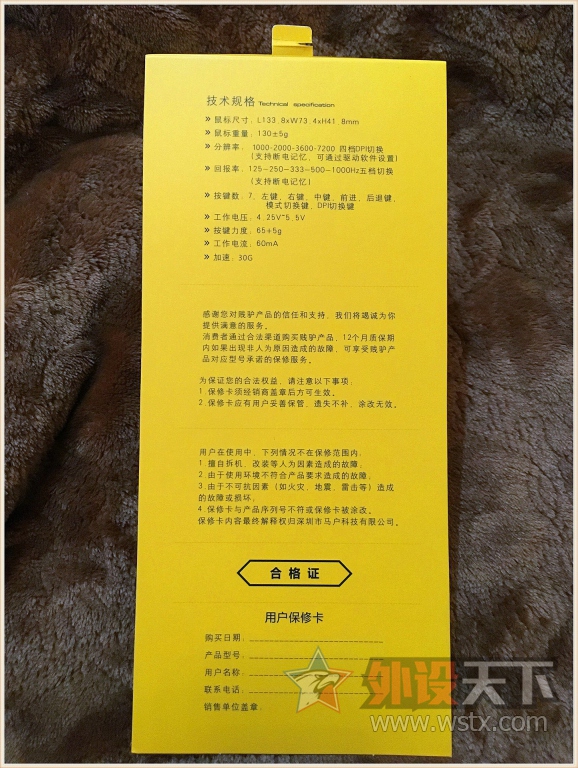 技术规格 Technical specification
» 鼠标尺寸：L133.8xW73.4xH41.8mm
» 鼠标重量：130±5g
» 分辨率：1000-2000-3600-7200 四档DPI切换
(支持断电记忆，可通过驱动软件设置)
» 回报率：125-250-333-500-1000Hz五档切换
(支持断电记忆)
» 按键数：7、左键、右键、中键、前进、后退键、
模式切换键、DPI切换键
» 工作电压：4.25V~5.5V
» 按键力度：65±5g
» 工作电流：60mA
» 加速：30G
感谢您对贱驴产品的信任和支持，我们将竭诚为你
提供满意的服务。
消费者通过合法渠道购买贱驴产品，12个月质保期
内如果出现非人为原因造成的故障，可享受贱驴产
品对应型号承诺的保修服务。
为保证您的合法权益，请注意以下事项：
1.保修卡须经销商盖章后方可生效。
2.保修卡应有用户妥善保管，遗失不补，涂改无效。
用户在使用中，下列情况不在保修范围内：
1.擅自拆机、改装等人为因素造成的故障；
2.由于使用环境不符合产品要求造成的故障；
3.由于不可抗因素（如火灾、地震、雷击等）造成
的故障或损坏；
4.保修卡与产品序列号不符或保修卡被涂改。
保修卡内容最终解释权归深圳市马户科技有限公司。
合格证
用户保修卡
购买日期：
产品型号：
用户名称：
联系电话：
销售单位盖章：
外设天下
www.wstx.com